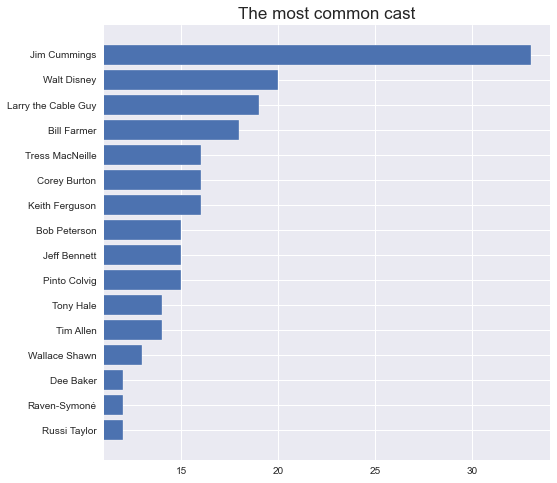 The most common cast
Jim Cummings
Walt Disney
Larry the Cable Guy
Bill Farmer
Tress MacNeille
Corey Burton
Keith Ferguson
Bob Peterson
Jeff Bennett
Pinto Colvig
Tony Hale
Tim Allen
Wallace Shawn
Dee Baker
Raven-Symoné
Russi Taylor
15 20 25 30